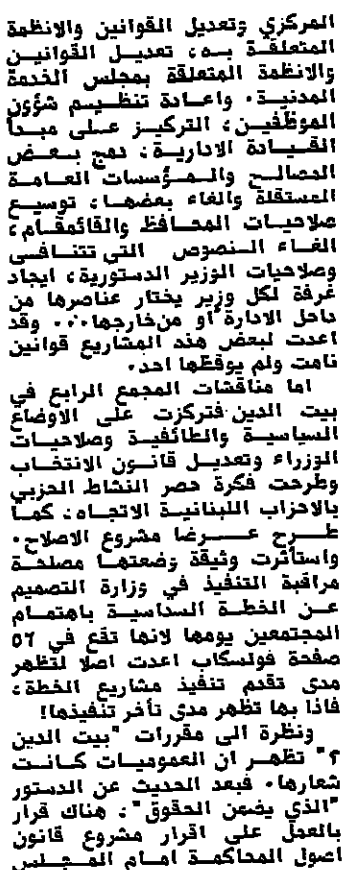 المركزي وتعديل القوانين والانظمة
المتعلقة به، تعديل القوانين
والانظمة المتعلقة بمجلس الخدمة
المدنية. واعادة تنظيم شؤون
الموظفين، التركيز على مبدأ
القيادة الادارية، دمج بعض
المصالح والمؤسسات العامة
المستقلة والغاء بعضها، توسيع
صلاحيات المحافظ والقائمقام،
الغاء النصوص التي تتنافى
وصلاحيات الوزير الدستورية، ايجاد
غرفة لكل وزير يختار عناصرها من
داخل الادارة او من خارجها... وقد
اعدت لبعض هذه المشاريع قوانين
نامت ولم يوقظها احد.
اما مناقشات المجمع الرابع في
بيت الدين فتركزت على الاوضاع
السياسية والطائفية وصلاحيات
الوزراء وتعديل قانون الانتخاب
وطرحت فكرة حصر النشاط الحزبي
بالاحزاب اللبنانية الاتجاه، كما
طرح عرضا مشروع الاصلاح.
واستأثرت وثيقة وضعتها مصلحة
مراقبة التنفيذ في وزارة التصميم
عن الخطة السداسية باهتمام
المجتمعين يومها لانها تقع في ٥٦
صفحة فولسكاب اعدت اصلا لتظهر
مدى تقدم تنفيذ مشاريع الخطة،
فاذا بها تظهر مدى تأخر تنفيذها!
ونظرة الى مقررات "بيت الدين
٢" تظهر ان العموميات كانت
شعارها. فبعد الحديث عن الدستور
"الذي يضمن الحقوق"، هناك قرار
بالعمل على اقرار مشروع قانون
اصول المحاكمة امام المجلس